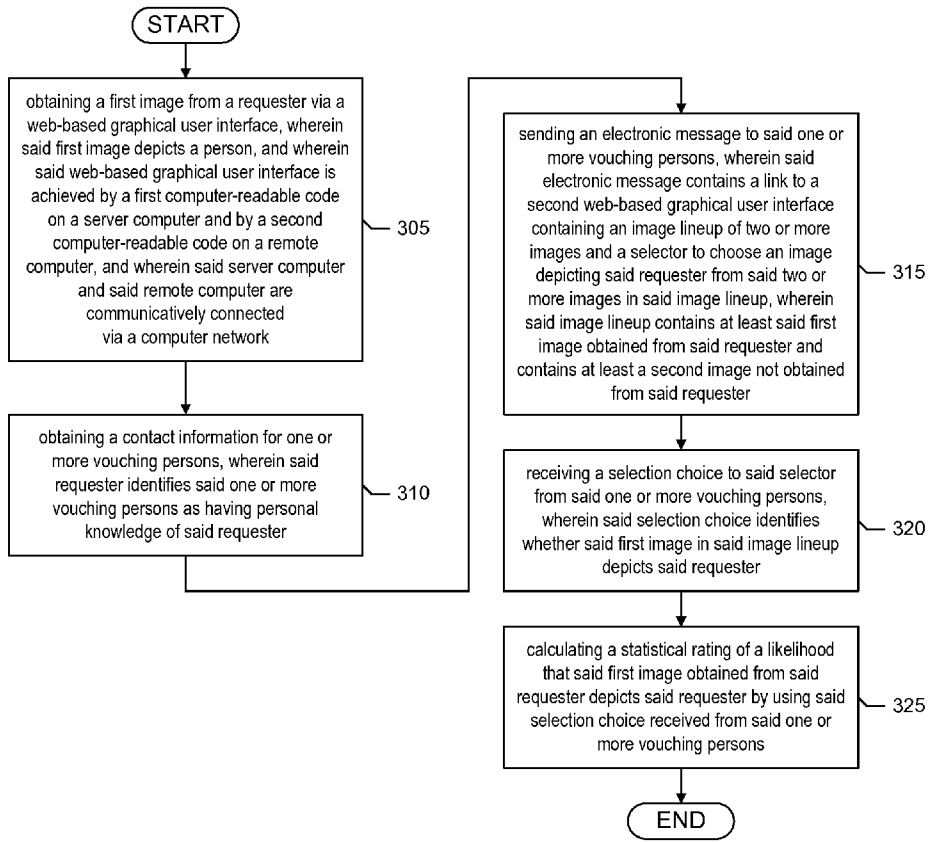 START
obtaining a first image from a requester via a
web-based graphical user interface, wherein
said first image depicts a person, and wherein
said web-based graphical user interface is
achieved by a first computer-readable code
on a server computer and by a second
computer-readable code on a remote
computer, and wherein said server computer
and said remote computer are
communicatively connected
via a computer network
305
obtaining a contact information for one or
more vouching persons, wherein said
requester identifies said one or more
vouching persons as having personal
knowledge of said requester
310
sending an electronic message to said one or
more vouching persons, wherein said
electronic message contains a link to a
second web-based graphical user interface
containing an image lineup of two or more
images and a selector to choose an image
depicting said requester from said two or
more images in said image lineup, wherein
said image lineup contains at least said first
image obtained from said requester and
contains at least a second image not obtained
from said requester
315
receiving a selection choice to said selector
from said one or more vouching persons,
wherein said selection choice identifies
whether said first image in said image lineup
depicts said requester
320
calculating a statistical rating of a likelihood
that said first image obtained from said
requester depicts said requester by using said
selection choice received from said one or
more vouching persons
325
END